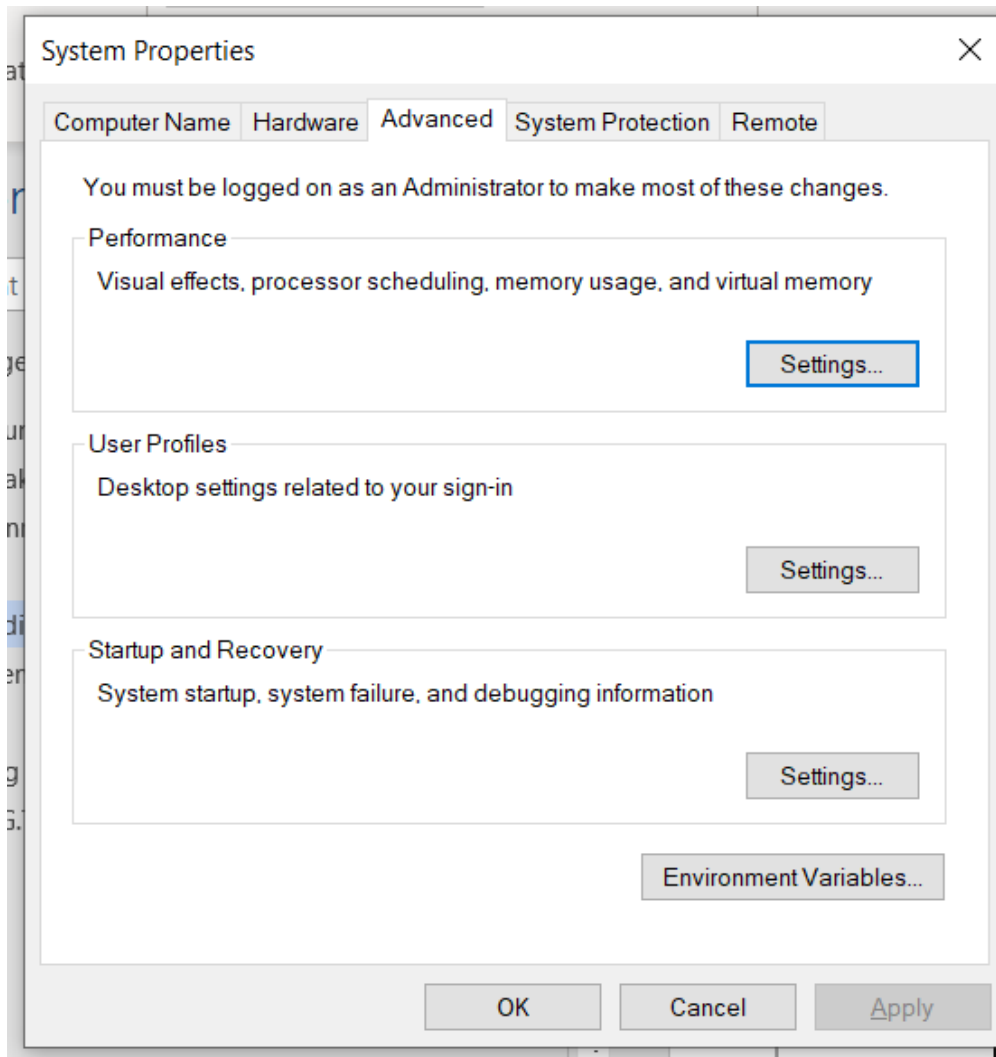 System Properties
Computer Name Hardware Advanced System Protection Remote
You must be logged on as an Administrator to make most of these changes.
Performance
Visual effects, processor scheduling, memory usage, and virtual memory
Settings...
User Profiles
Desktop settings related to your sign-in
Settings...
Startup and Recovery
System startup, system failure, and debugging information
Settings...
Environment Variables...
OK Cancel Apply